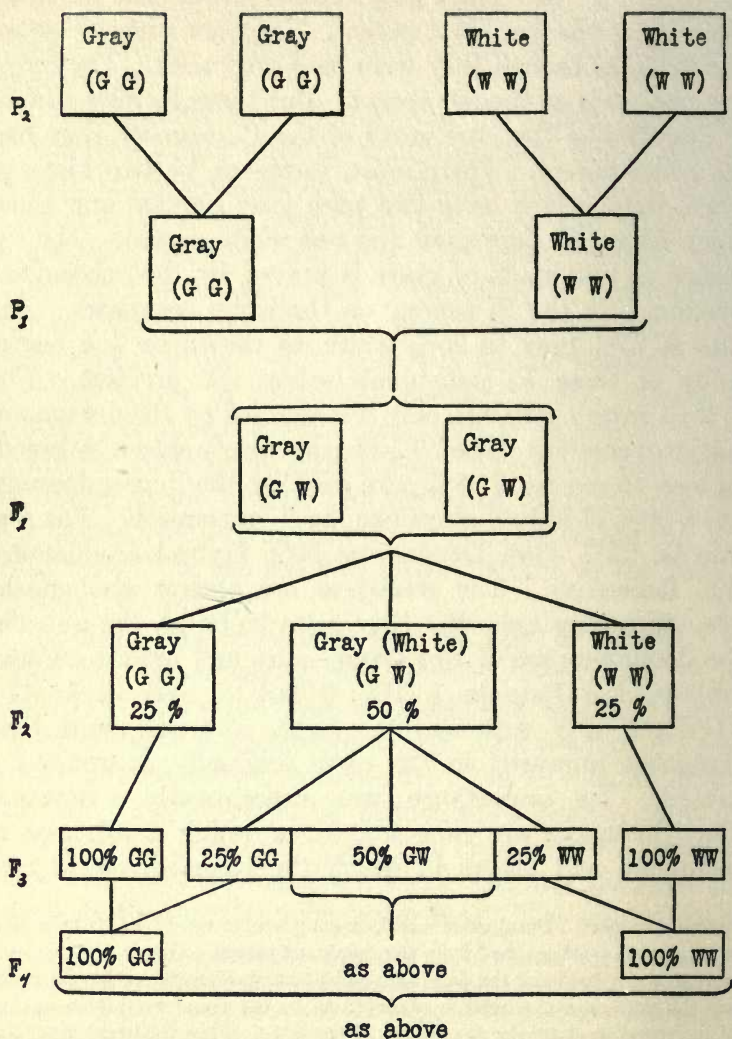 Gray Gray White White
(G G) (G G) (W W) (W W)
P2
Gray White
(G G) (W W)
P1
Gray Gray
(G W) (G W)
F1
Gray Gray (White) White
(G G) (G W) (W W)
25 % 50 % 25 %
F2
F3 100% GG 25% GG 50% GW 25% WW 100% WW
F4 100% GG as above 100% WW
as above